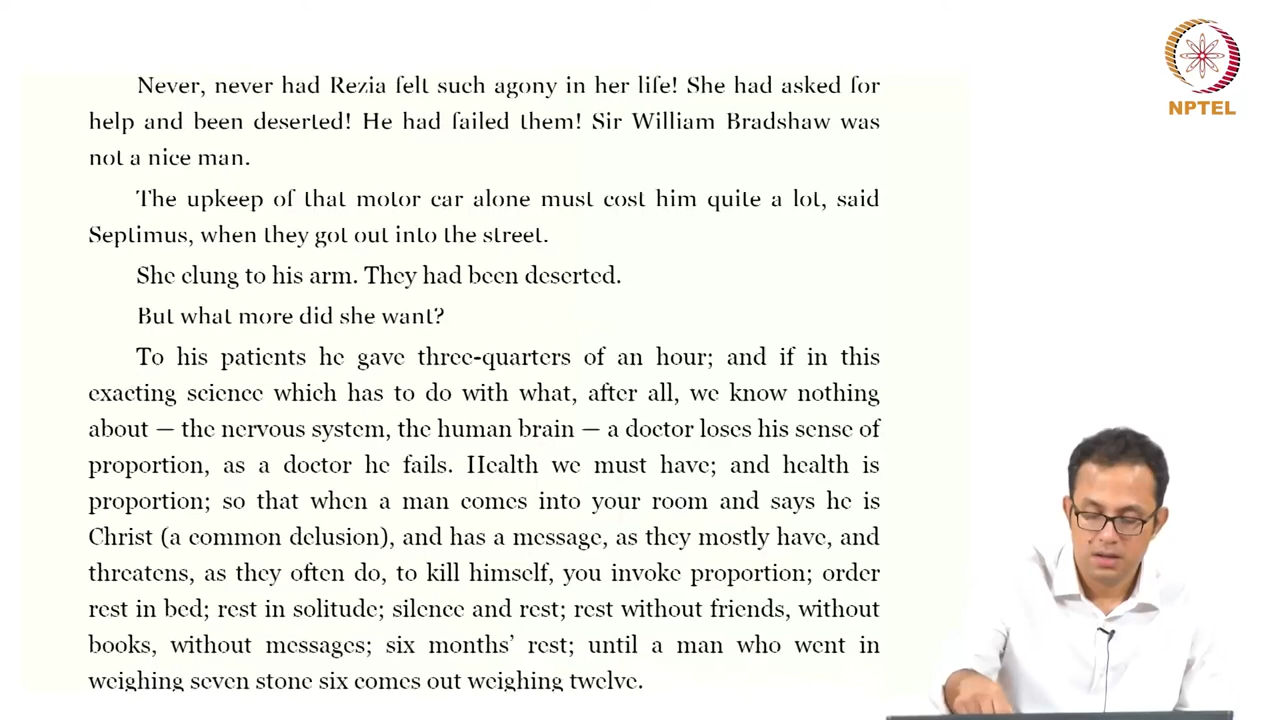 Never, never had Rezia felt such agony in her life! She had asked for
help and been deserted! He had failed them! Sir William Bradshaw was
not a nice man.
The upkeep of that motor car alone must cost him quite a lot, said
Septimus, when they got out into the street.
She clung to his arm. They had been deserted.
But what more did she want?
To his patients he gave three-quarters of an hour; and if in this
exacting science which has to do with what, after all, we know nothing
about — the nervous system, the human brain — a doctor loses his sense of
proportion, as a doctor he fails. Health we must have; and health is
proportion; so that when a man comes into your room and says he is
Christ (a common delusion), and has a message, as they mostly have, and
threatens, as they often do, to kill himself, you invoke proportion; order
rest in bed; rest in solitude; silence and rest; rest without friends, without
books, without messages; six months’ rest; until a man who went in
weighing seven stone six comes out weighing twelve.
NPTEL